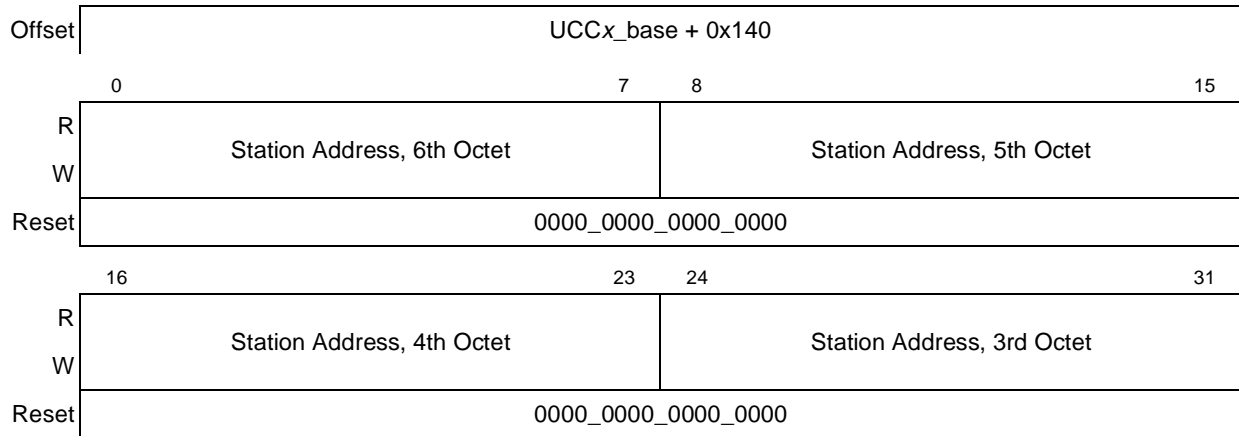 Offset UCCx_base + 0x140
0 7 8 15
R
Station Address, 6th Octet Station Address, 5th Octet
W
Reset 0000_0000_0000_0000
16 23 24 31
R
Station Address, 4th Octet Station Address, 3rd Octet
W
Reset 0000_0000_0000_0000